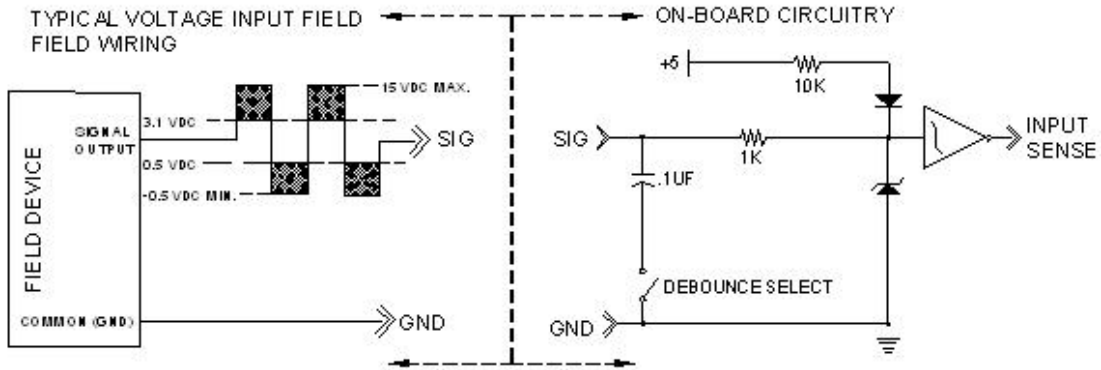 TYPICAL VOLTAGE INPUT FIELD
FIELD WIRING
ON-BOARD CIRCUITRY
FIELD DEVICE
SIGNAL
OUTPUT
COMMON (GND)
15 VDC MAX.
3.1 VDC
0.5 VDC
-0.5 VDC MIN.
SIG
GND
+5
10K
SIG
1K
.1UF
DEBOUNCE SELECT
GND
INPUT
SENSE